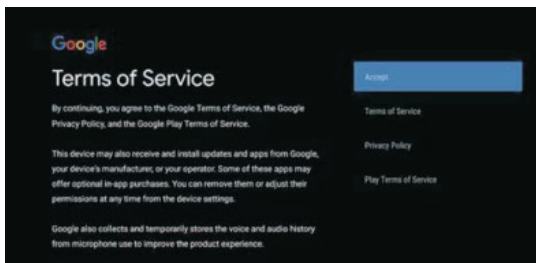 Google
Terms of Service
By continuing, you agree to the Google Terms of Service, the Google
Privacy Policy, and the Google Play Terms of Service.
This device may also receive and install updates and apps from Google,
your device's manufacturer, or your operator. Some of these apps may
offer optional in-app purchases. You can remove them or adjust their
permissions at any time from the device settings.
Google also collects and temporarily stores the voice and audio history
from microphone use to improve the product experience.
Accept
Terms of Service
Privacy Policy
Play Terms of Service